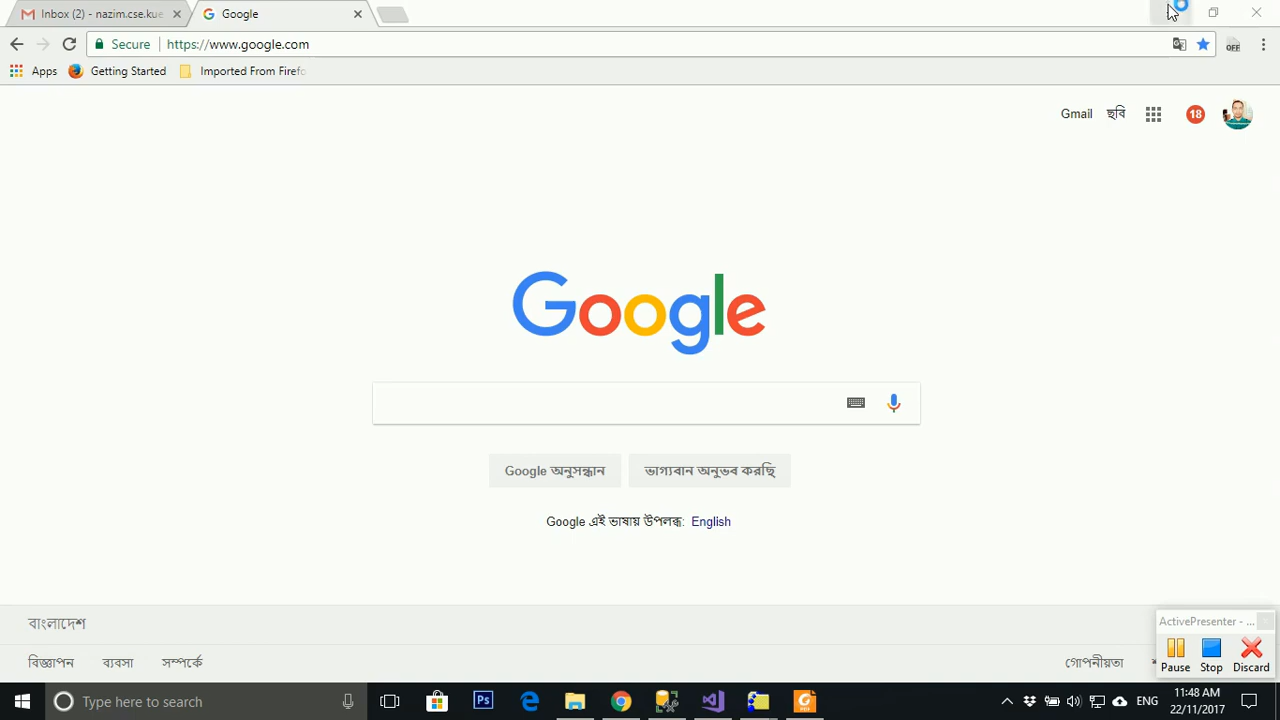 Inbox (2) - nazim.cse.kue
Google
Secure
https://www.google.com
OFF
Apps
Getting Started
Imported From Firefo
Gmail
ছবি
18
Google
Google অনুসন্ধান
ভাগ্যবান অনুভব করছি
Google এই ভাষায় উপলব্ধ: English
বাংলাদেশ
বিজ্ঞাপন
ব্যবসা
সম্পর্কে
গোপনীয়তা
ActivePresenter - ...
Pause
Stop
Discard
Type here to search
Ps
ENG
11:48 AM
22/11/2017